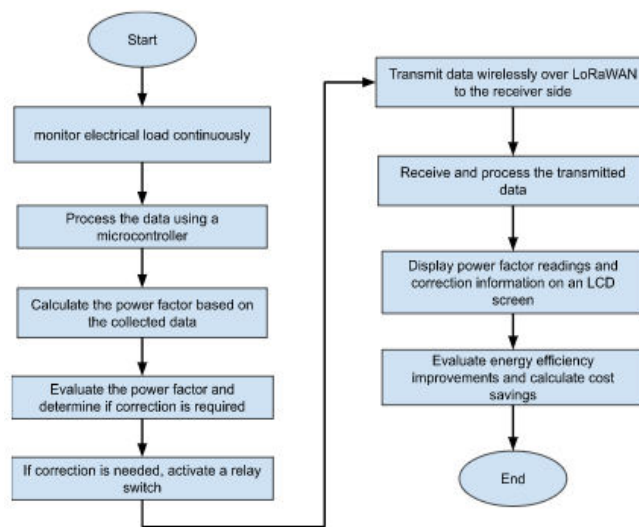 Start
monitor electrical load continuously
Process the data using a
microcontroller
Calculate the power factor based on
the collected data
Evaluate the power factor and
determine if correction is required
If correction is needed, activate a relay
switch
Transmit data wirelessly over LoRaWAN
to the receiver side
Receive and process the transmitted
data
Display power factor readings and
correction information on an LCD
screen
Evaluate energy efficiency
improvements and calculate cost
savings
End